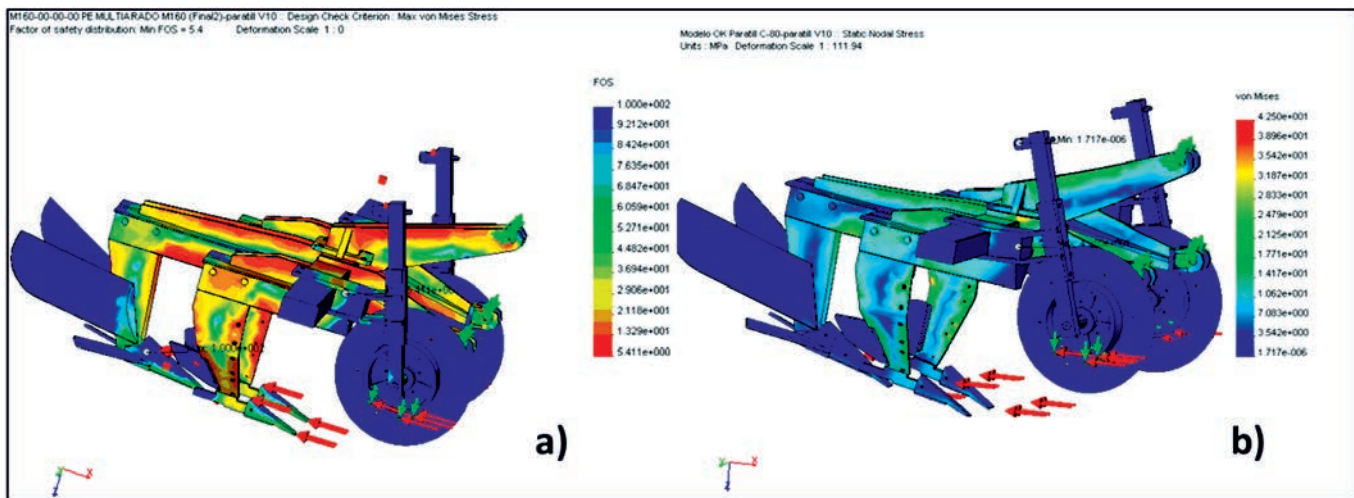 M160-00-00-00 PE MULTIARADO M160 (Final2)-paratill V10 :: Design Check Criterion : Max von Mises Stress
Factor of safety distribution: Min FOS = 5.4 Deformation Scale 1 : 0
FOS
1.000e+002
9.212e+001
8.424e+001
7.635e+001
6.847e+001
6.059e+001
5.271e+001
4.482e+001
3.694e+001
2.906e+001
2.118e+001
1.329e+001
5.411e+000
a)
Modelo OK Paratill C-80-paratill V10 :: Static Nodal Stress
Units : MPa Deformation Scale 1 : 111.94
Min: 1.717e-006
von Mises
4.250e+001
3.896e+001
3.542e+001
3.187e+001
2.833e+001
2.479e+001
2.125e+001
1.771e+001
1.417e+001
1.062e+001
7.083e+000
3.542e+000
1.717e-006
b)